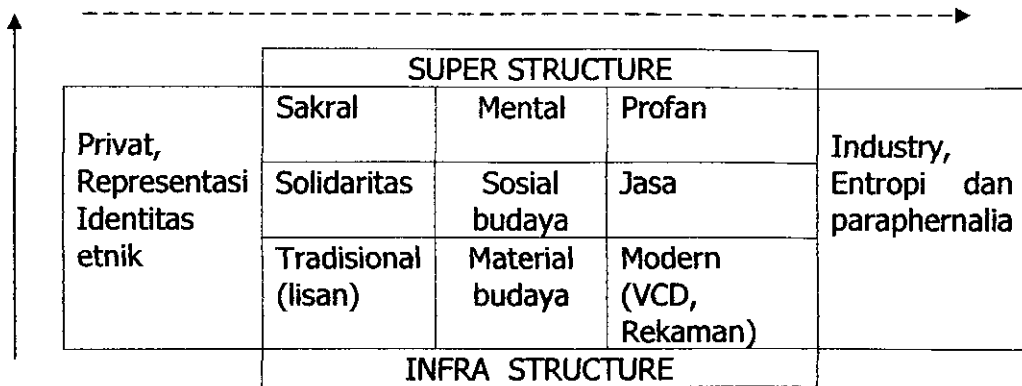 SUPER STRUCTURE
Privat,
Representasi
Identitas
etnik
Sakral
Mental
Profan
Solidaritas
Sosial
budaya
Jasa
Tradisional
(lisan)
Material
budaya
Modern
(VCD,
Rekaman)
Industry,
Entropi dan
paraphernalia
INFRA STRUCTURE